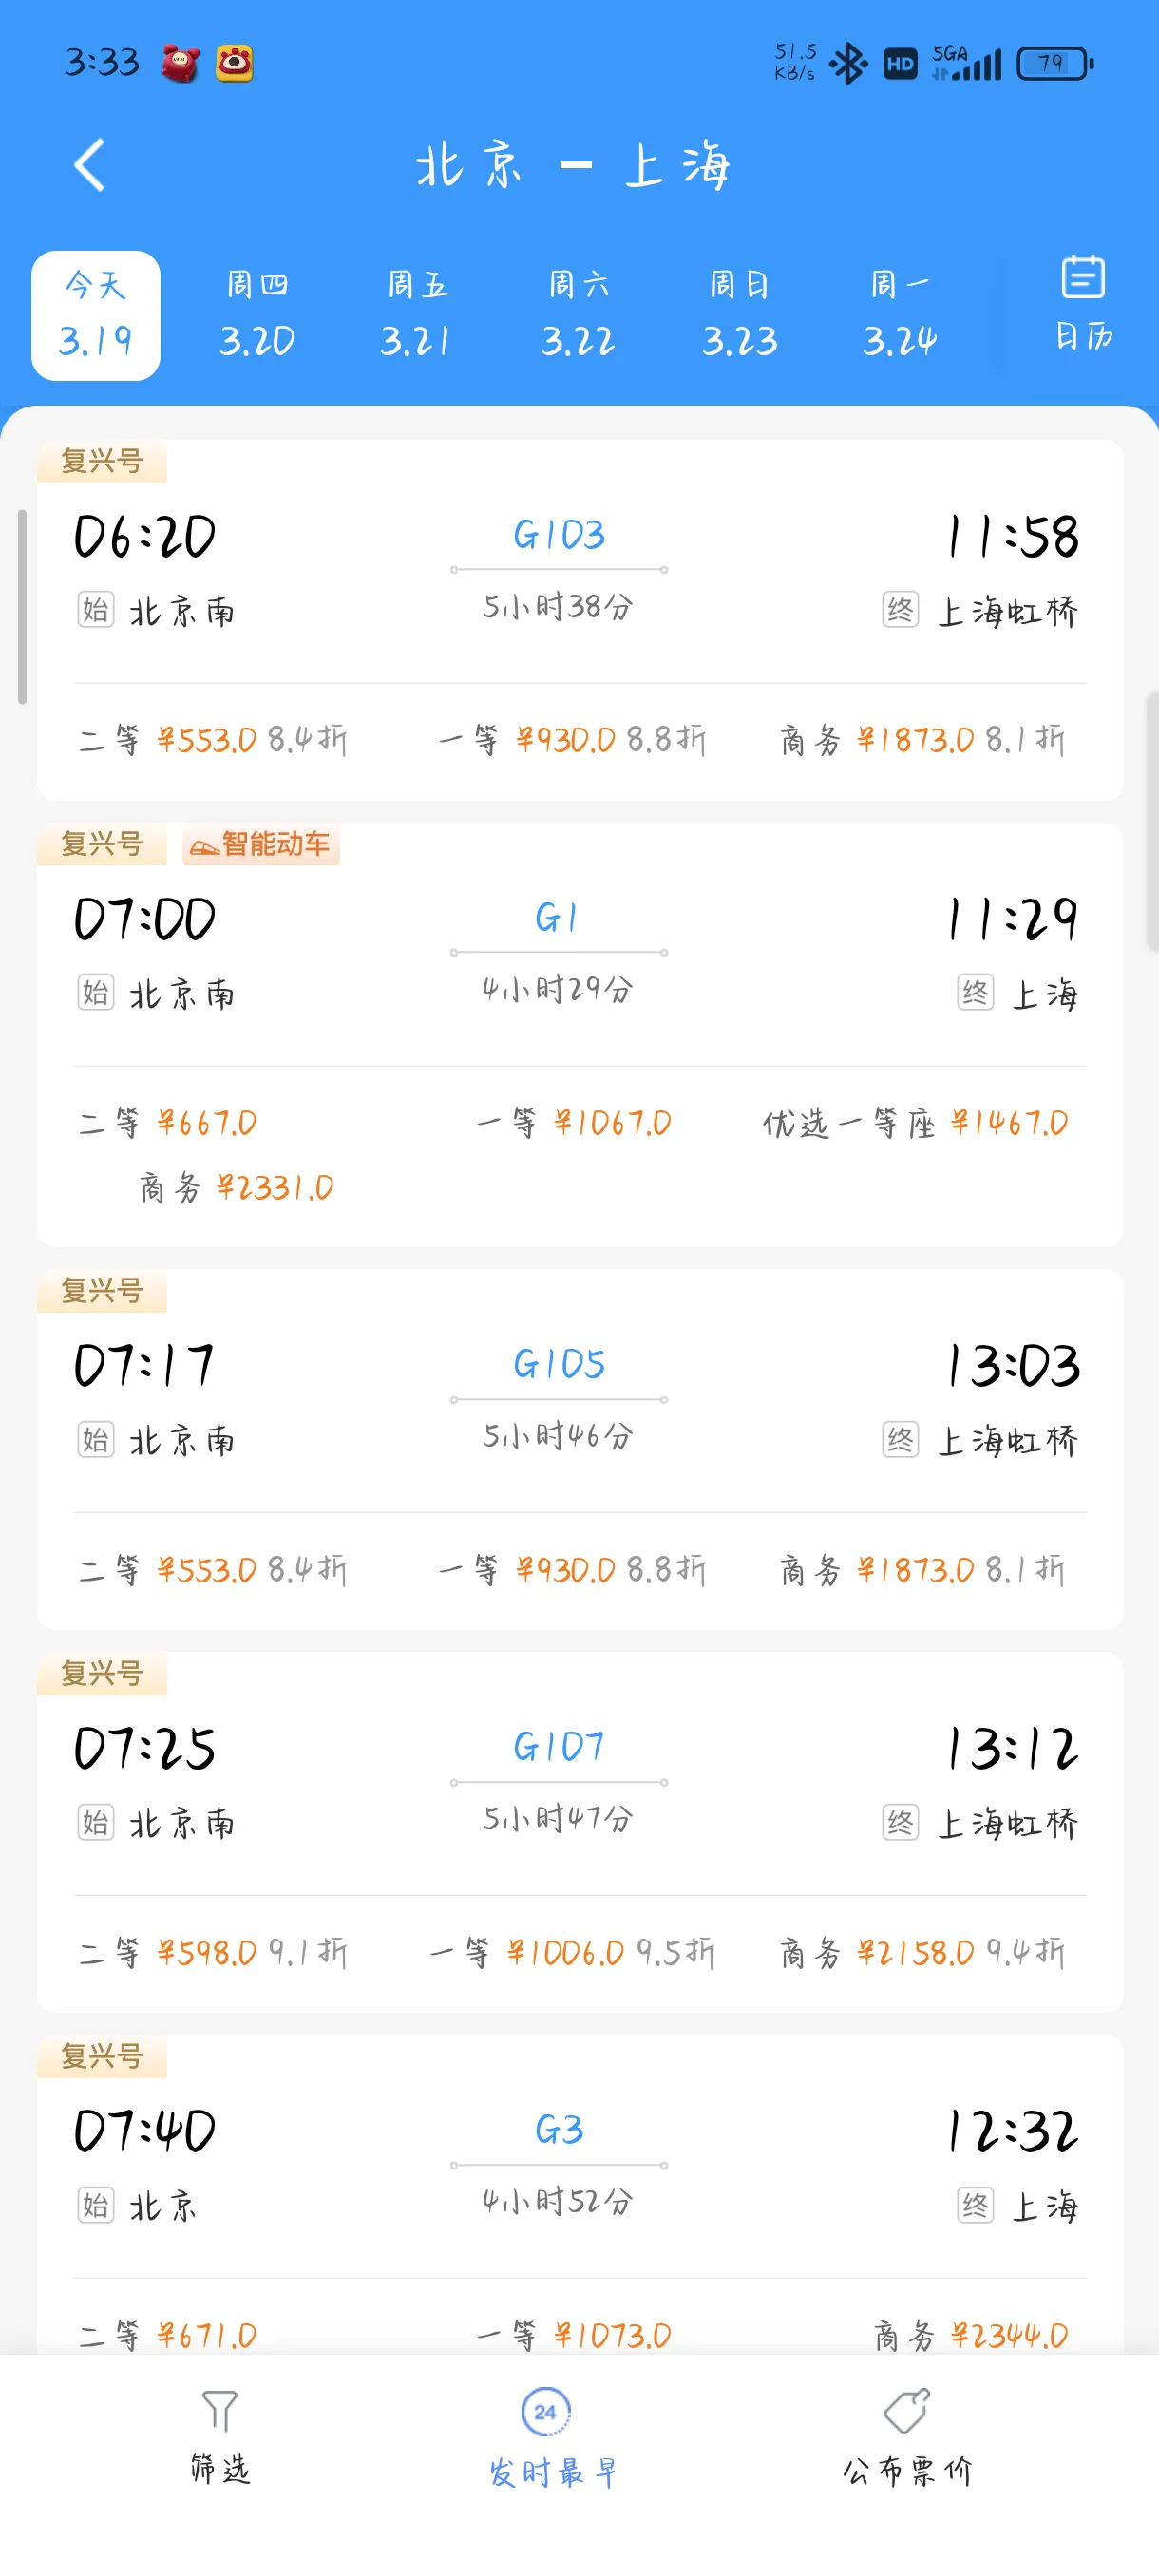 3:33 51.5 KB/s HD 5GA 79
北京 – 上海
今天 周四 周五 周六 周日 周一
3.19 3.20 3.21 3.22 3.23 3.24 日历
复兴号
06:20 G103 11:58
始 北京南 5小时38分 终 上海虹桥
二等 ¥553.0 8.4折 一等 ¥930.0 8.8折 商务 ¥1873.0 8.1折
复兴号 智能动车
07:00 G1 11:29
始 北京南 4小时29分 终 上海
二等 ¥667.0 一等 ¥1067.0 优选一等座 ¥1467.0
商务 ¥2331.0
复兴号
07:17 G105 13:03
始 北京南 5小时46分 终 上海虹桥
二等 ¥553.0 8.4折 一等 ¥930.0 8.8折 商务 ¥1873.0 8.1折
复兴号
07:25 G107 13:12
始 北京南 5小时47分 终 上海虹桥
二等 ¥598.0 9.1折 一等 ¥1006.0 9.5折 商务 ¥2158.0 9.4折
复兴号
07:40 G3 12:32
始 北京 4小时52分 终 上海
二等 ¥671.0 一等 ¥1073.0 商务 ¥2344.0
24
筛选 发时最早 公布票价